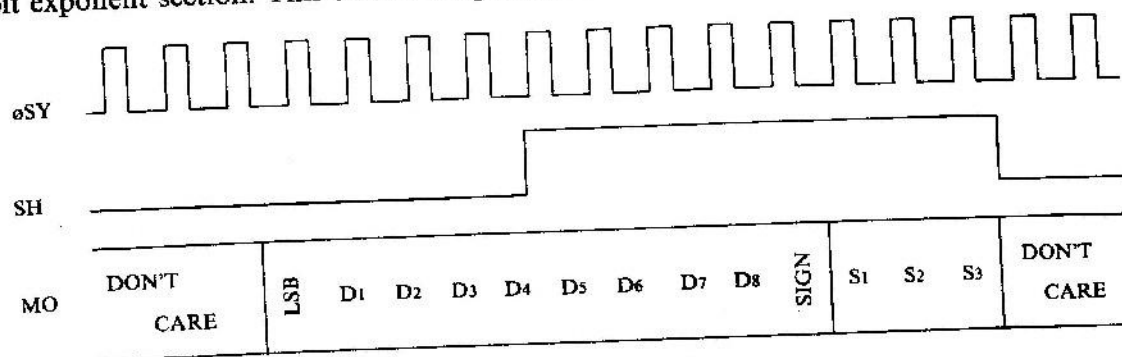 øSY
SH
MO
DON'T
CARE
LSB D1 D2 D3 D4 D5 D6 D7 D8 SIGN S1 S2 S3
DON'T
CARE